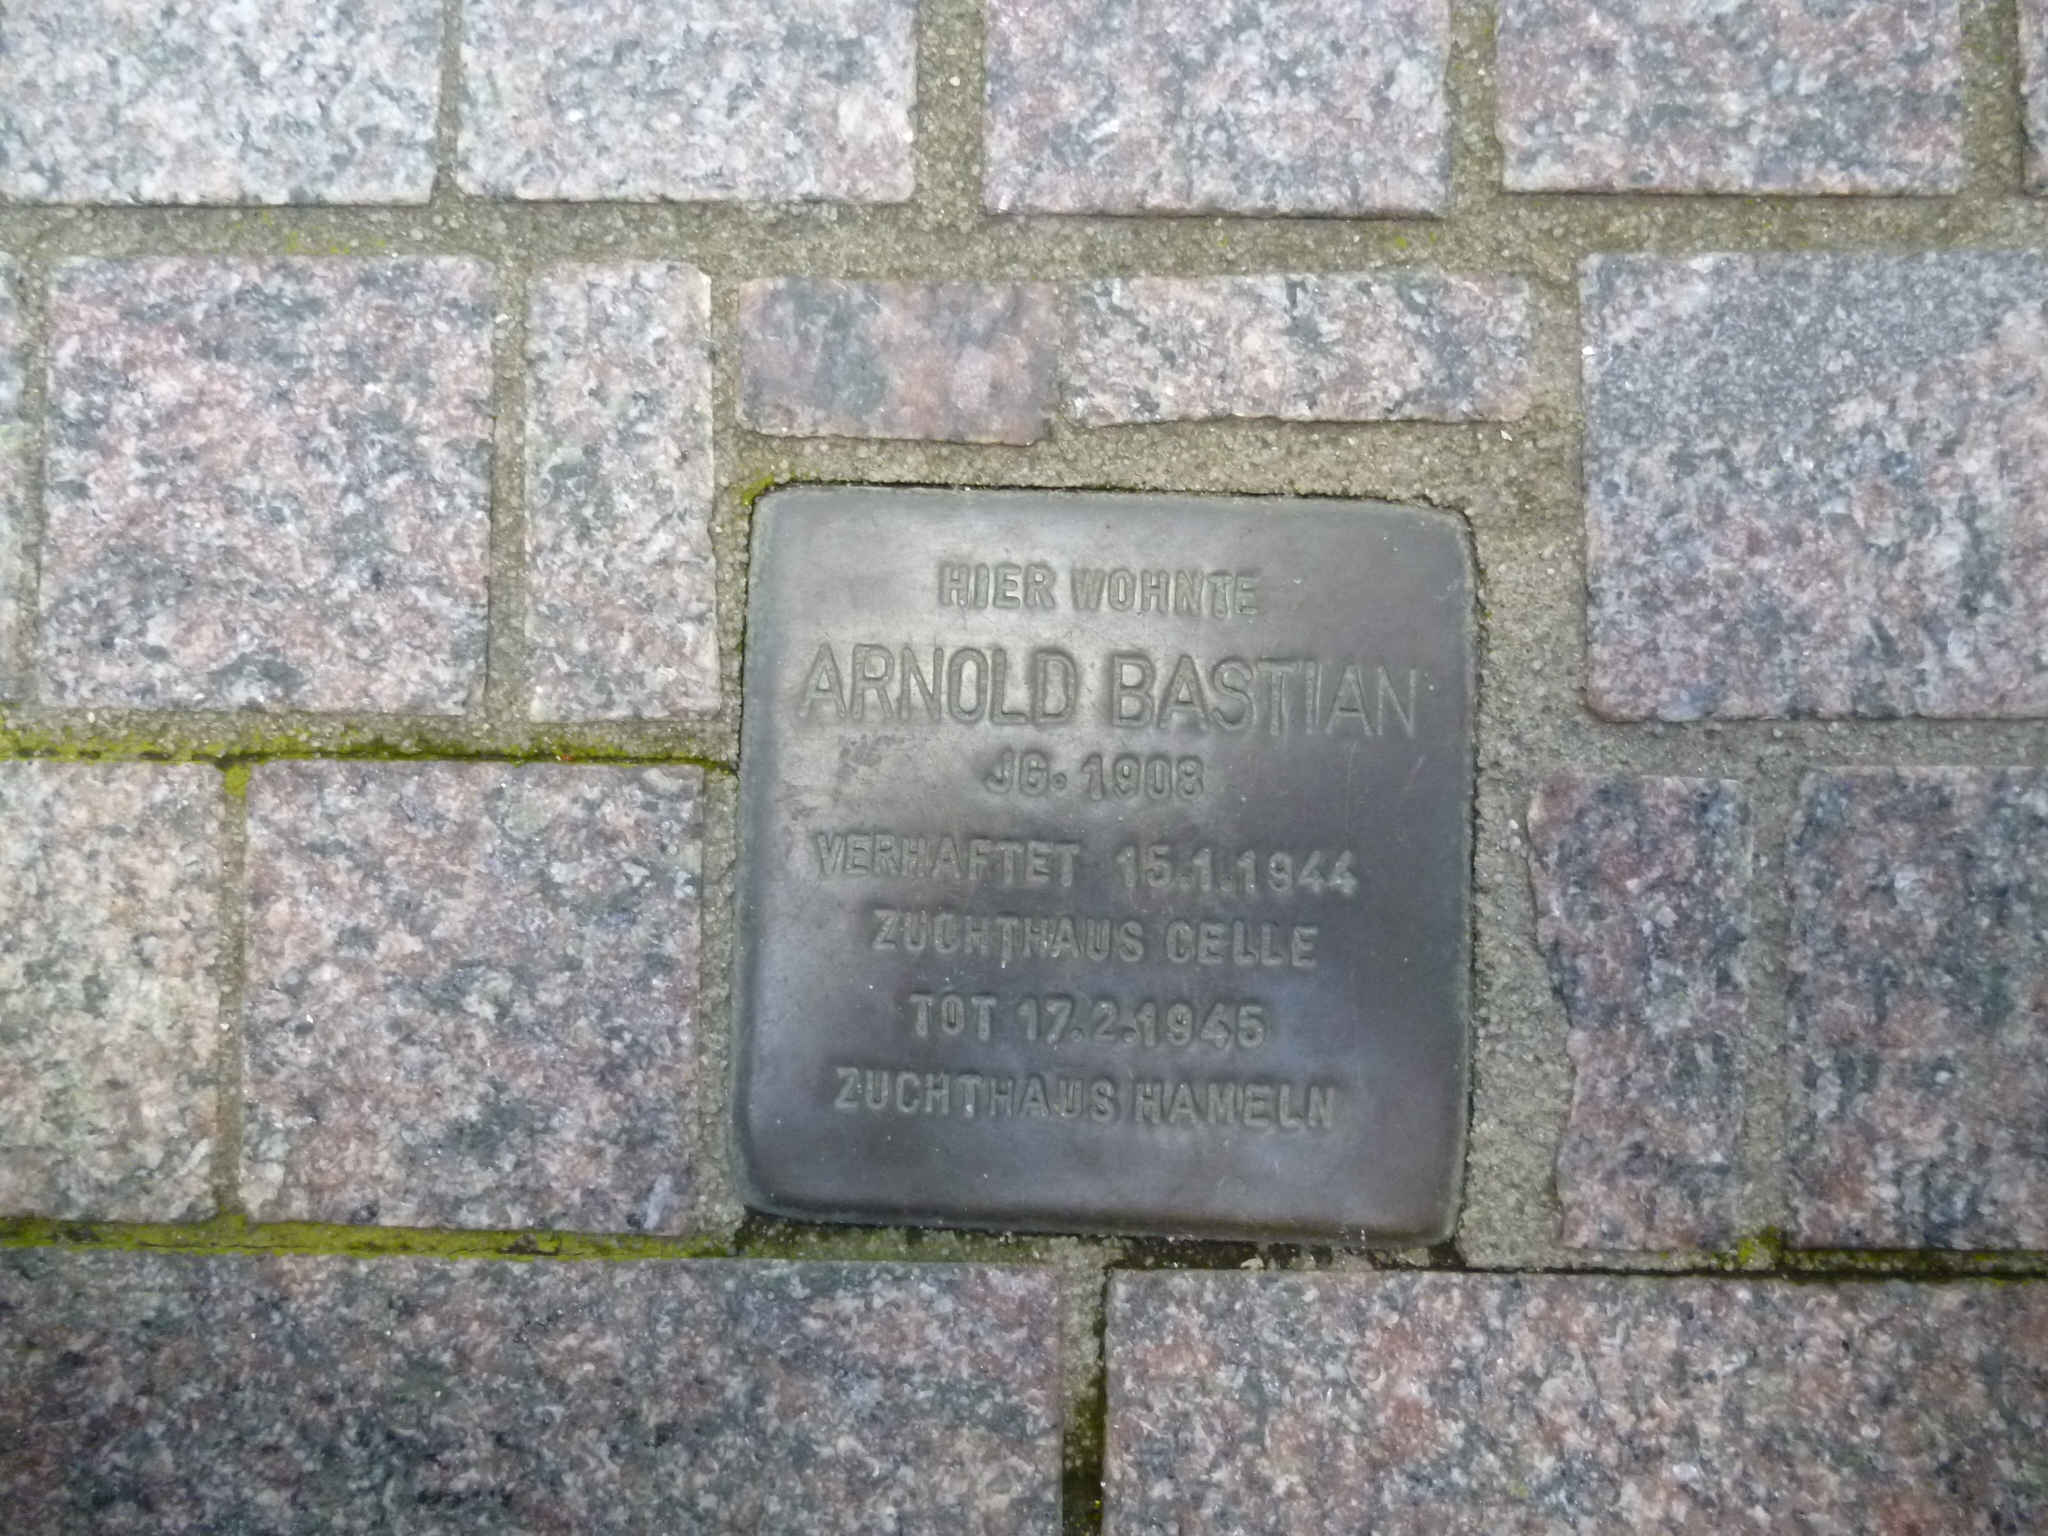 HIER WOHNTE
ARNOLD BASTIAN
JG. 1908
VERHAFTET 15.1.1944
ZUCHTHAUS CELLE
TOT 17.2.1945
ZUCHTHAUS HAMELN